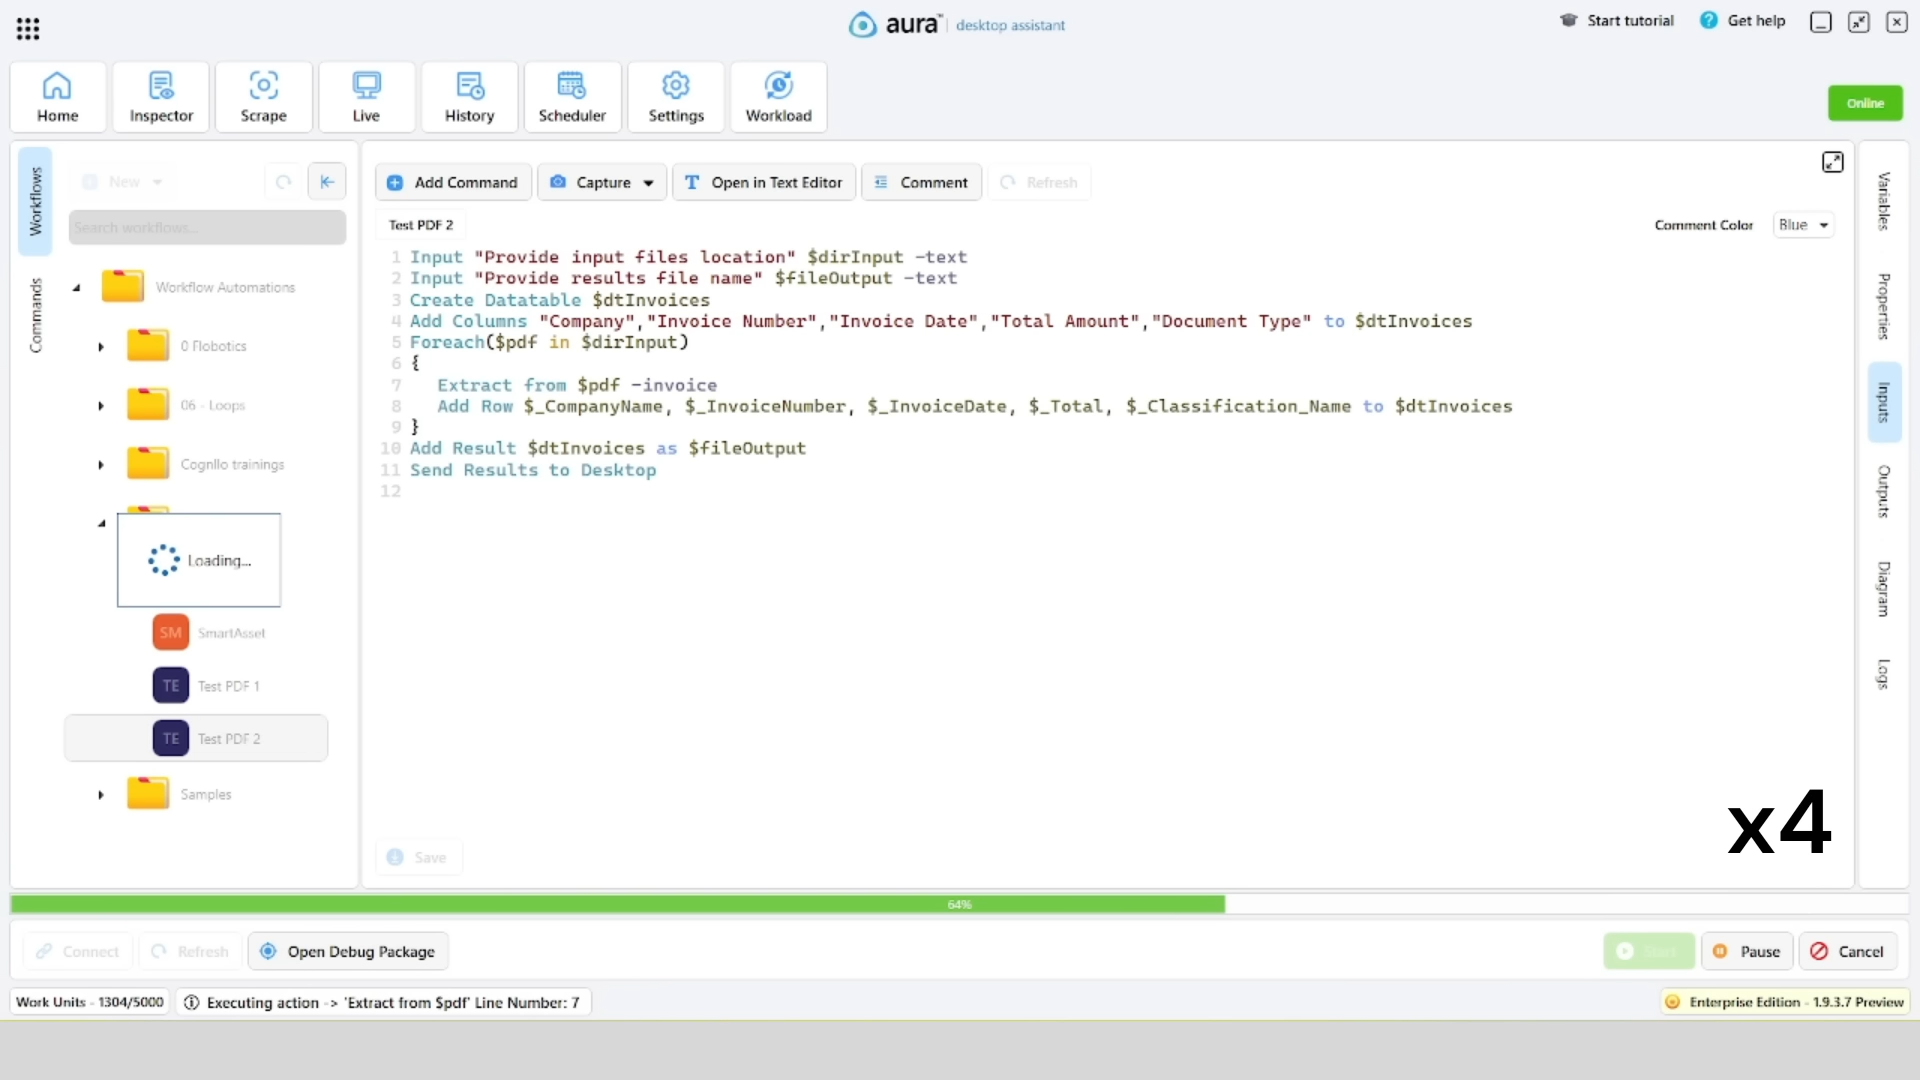 aura™ desktop assistant
Start tutorial
Get help
Home
Inspector
Scrape
Live
History
Scheduler
Settings
Workload
Online
Workflows
Commands
New
Search workflows...
Workflow Automations
0 Flobotics
06 - Loops
Cognllo trainings
Loading...
SM SmartAsset
TE Test PDF 1
TE Test PDF 2
Samples
Add Command
Capture
Open in Text Editor
Comment
Refresh
Test PDF 2
Comment Color
Blue
1 Input "Provide input files location" $dirInput -text
2 Input "Provide results file name" $fileOutput -text
3 Create Datatable $dtInvoices
4 Add Columns "Company","Invoice Number","Invoice Date","Total Amount","Document Type" to $dtInvoices
5 Foreach($pdf in $dirInput)
6 {
7 Extract from $pdf -invoice
8 Add Row $_CompanyName, $_InvoiceNumber, $_InvoiceDate, $_Total, $_Classification_Name to $dtInvoices
9 }
10 Add Result $dtInvoices as $fileOutput
11 Send Results to Desktop
12
Save
x4
Variables
Properties
Inputs
Outputs
Diagram
Logs
64%
Connect
Refresh
Open Debug Package
Pause
Cancel
Work Units - 1304/5000
Executing action -> 'Extract from $pdf' Line Number: 7
Enterprise Edition - 1.9.3.7 Preview